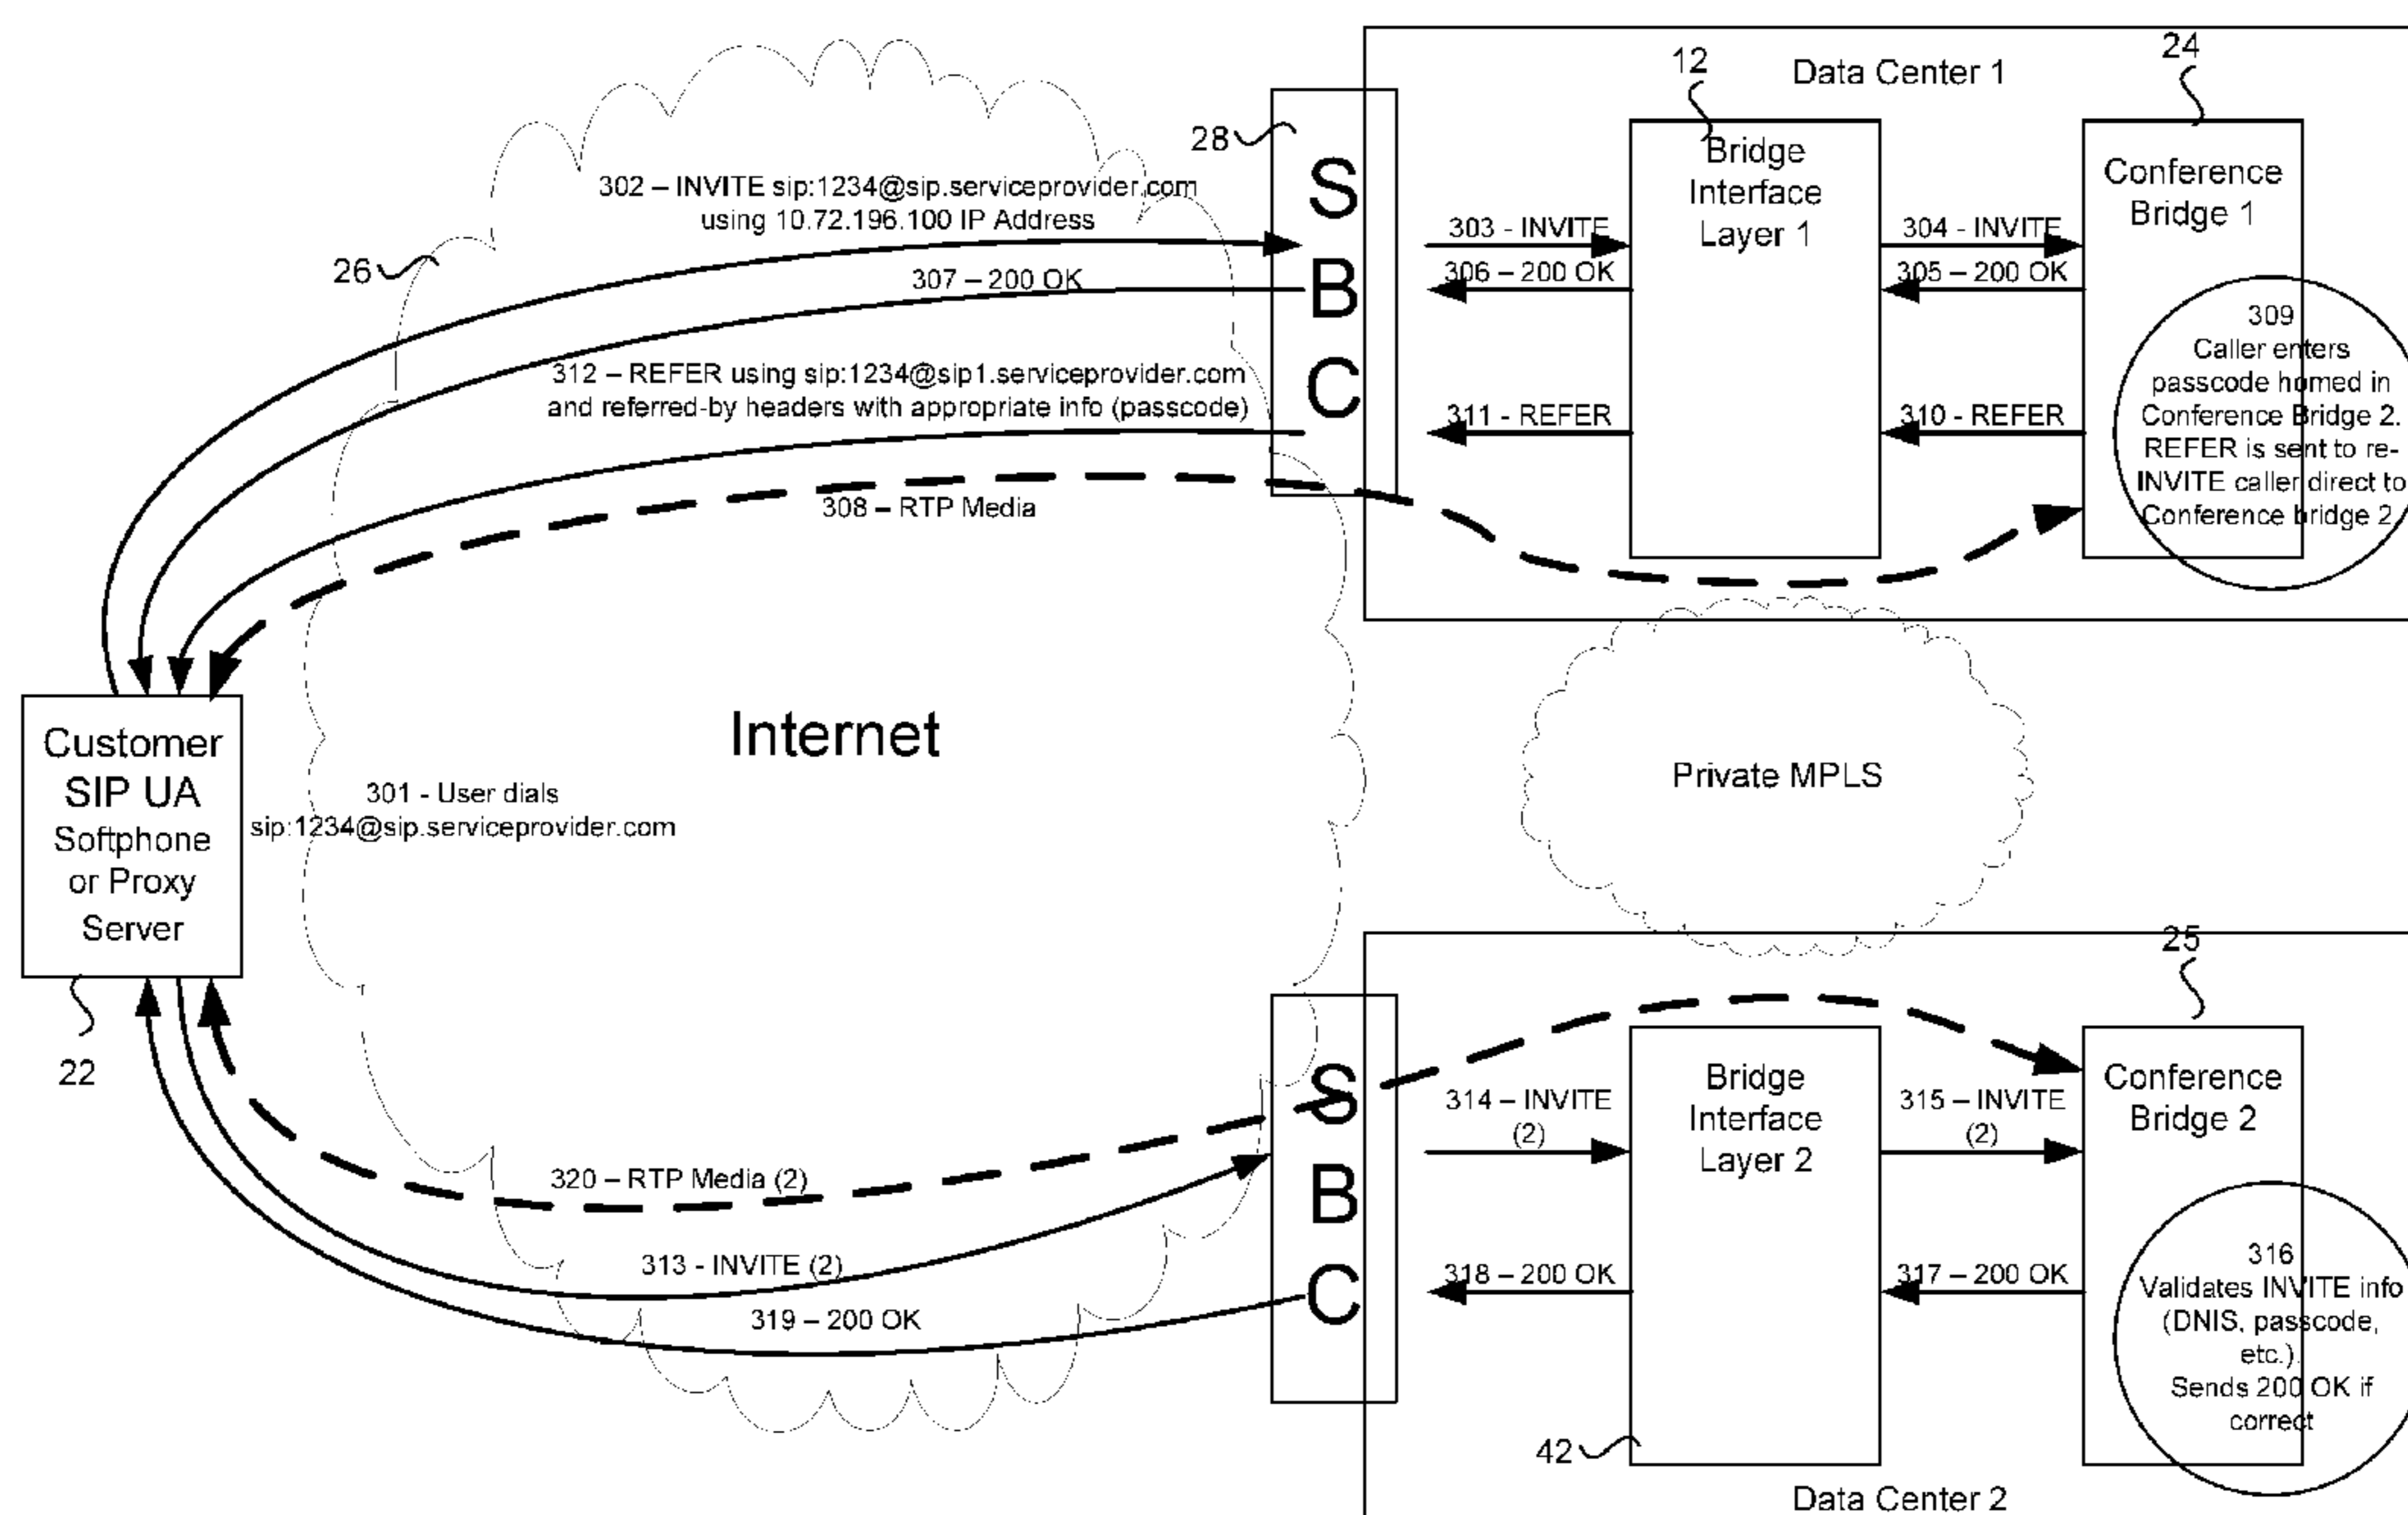 Data Center 1
12
24
28
S
B
C
Bridge
Interface
Layer 1
Conference
Bridge 1
302 – INVITE sip:1234@sip.serviceprovider.com
using 10.72.196.100 IP Address
26
303 - INVITE
304 - INVITE
307 – 200 OK
306 – 200 OK
305 – 200 OK
309
Caller enters
passcode homed in
Conference Bridge 2.
REFER is sent to re-
INVITE caller direct to
Conference bridge 2
312 – REFER using sip:1234@sip1.serviceprovider.com
and referred-by headers with appropriate info (passcode)
311 - REFER
310 - REFER
308 – RTP Media
Internet
Private MPLS
Customer
SIP UA
Softphone
or Proxy
Server
301 - User dials
sip:1234@sip.serviceprovider.com
22
25
S
B
C
Bridge
Interface
Layer 2
Conference
Bridge 2
314 – INVITE
(2)
315 – INVITE
(2)
320 – RTP Media (2)
313 - INVITE (2)
319 – 200 OK
318 – 200 OK
317 – 200 OK
316
Validates INVITE info
(DNIS, passcode,
etc.).
Sends 200 OK if
correct
42
Data Center 2